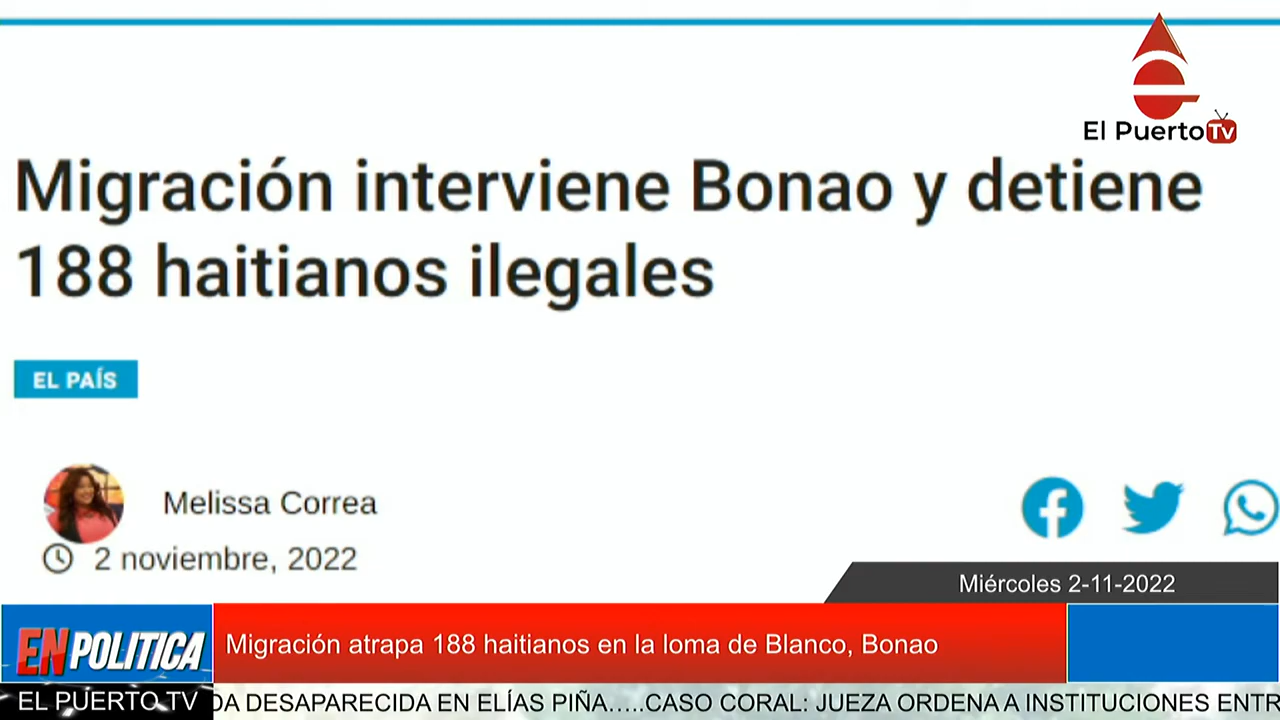 El Puerto Tv
Migración interviene Bonao y detiene
188 haitianos ilegales
EL PAÍS
Melissa Correa
2 noviembre, 2022
Miércoles 2-11-2022
EN POLITICA
Migración atrapa 188 haitianos en la loma de Blanco, Bonao
EL PUERTO TV
DA DESAPARECIDA EN ELÍAS PIÑA.....CASO CORAL: JUEZA ORDENA A INSTITUCIONES ENTR